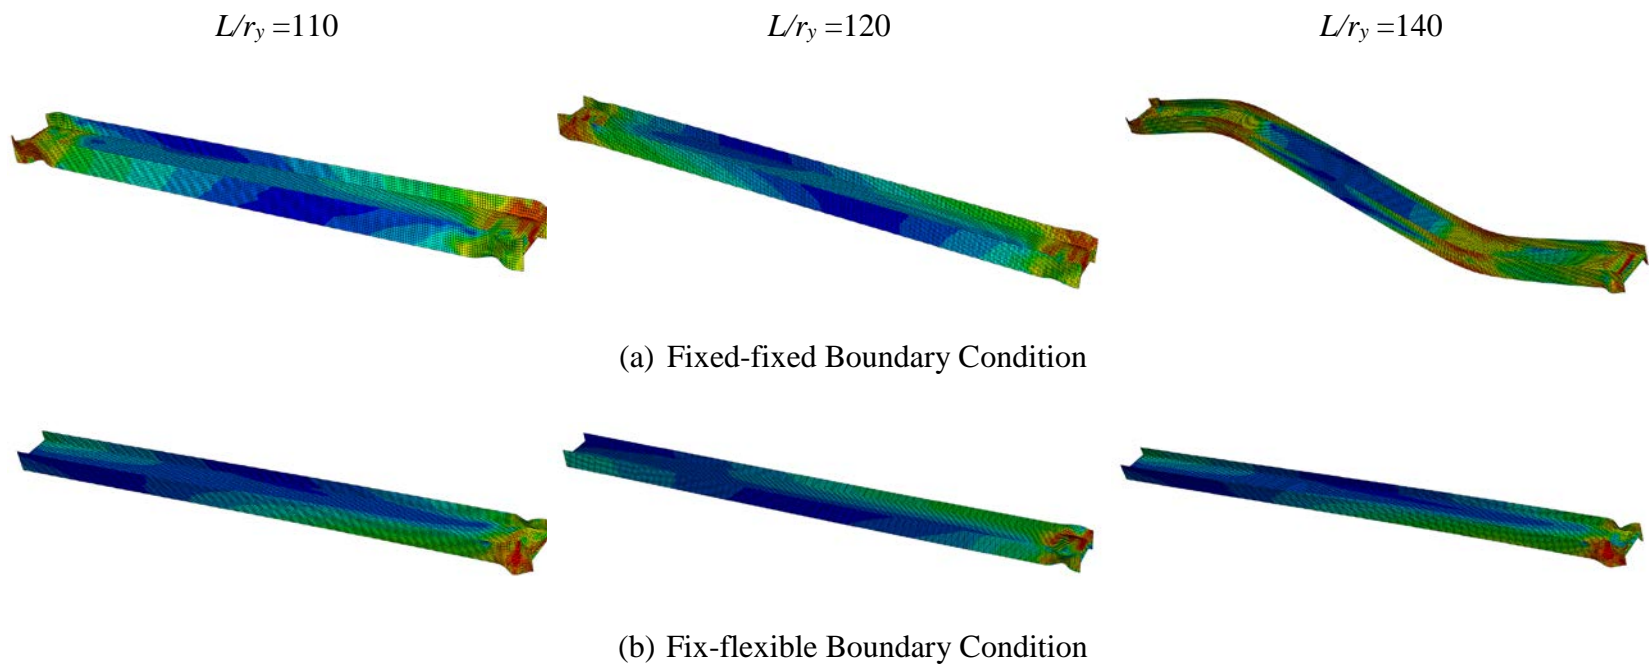 L/ry =110 L/ry =120 L/ry =140
(a) Fixed-fixed Boundary Condition
(b) Fix-flexible Boundary Condition